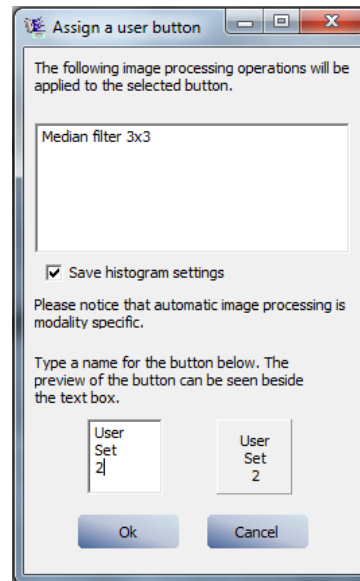 Assign a user button
The following image processing operations will be
applied to the selected button.
Median filter 3x3
Save histogram settings
Please notice that automatic image processing is
modality specific.
Type a name for the button below. The
preview of the button can be seen beside
the text box.
User
Set
2
User
Set
2
Ok
Cancel